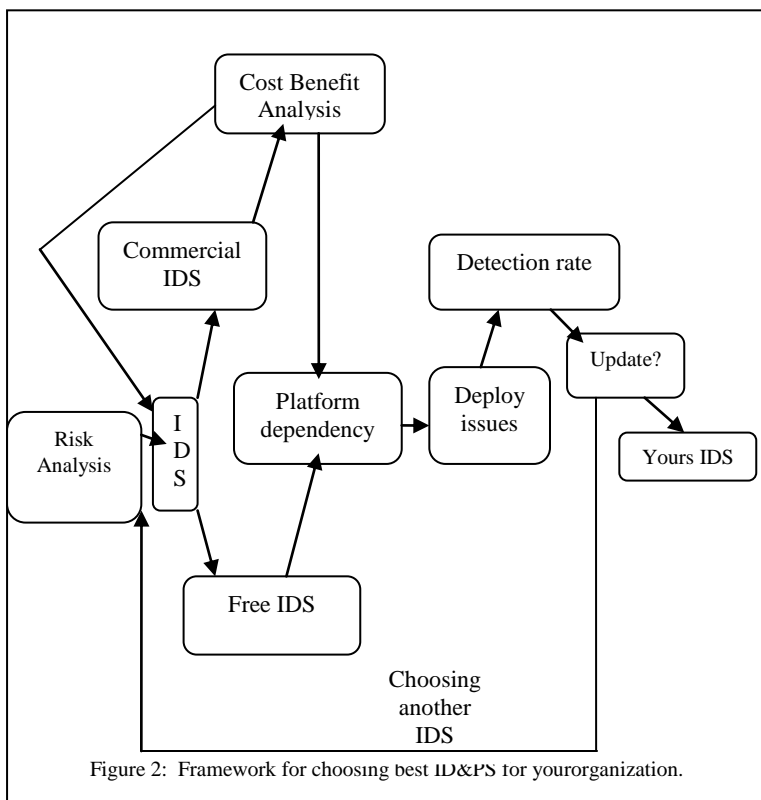 Cost Benefit
Analysis
Commercial
IDS
Detection rate
Update?
I
D
S
Platform
dependency
Deploy
issues
Risk
Analysis
Yours IDS
Free IDS
Choosing
another
IDS
Figure 2: Framework for choosing best ID&PS for yourorganization.